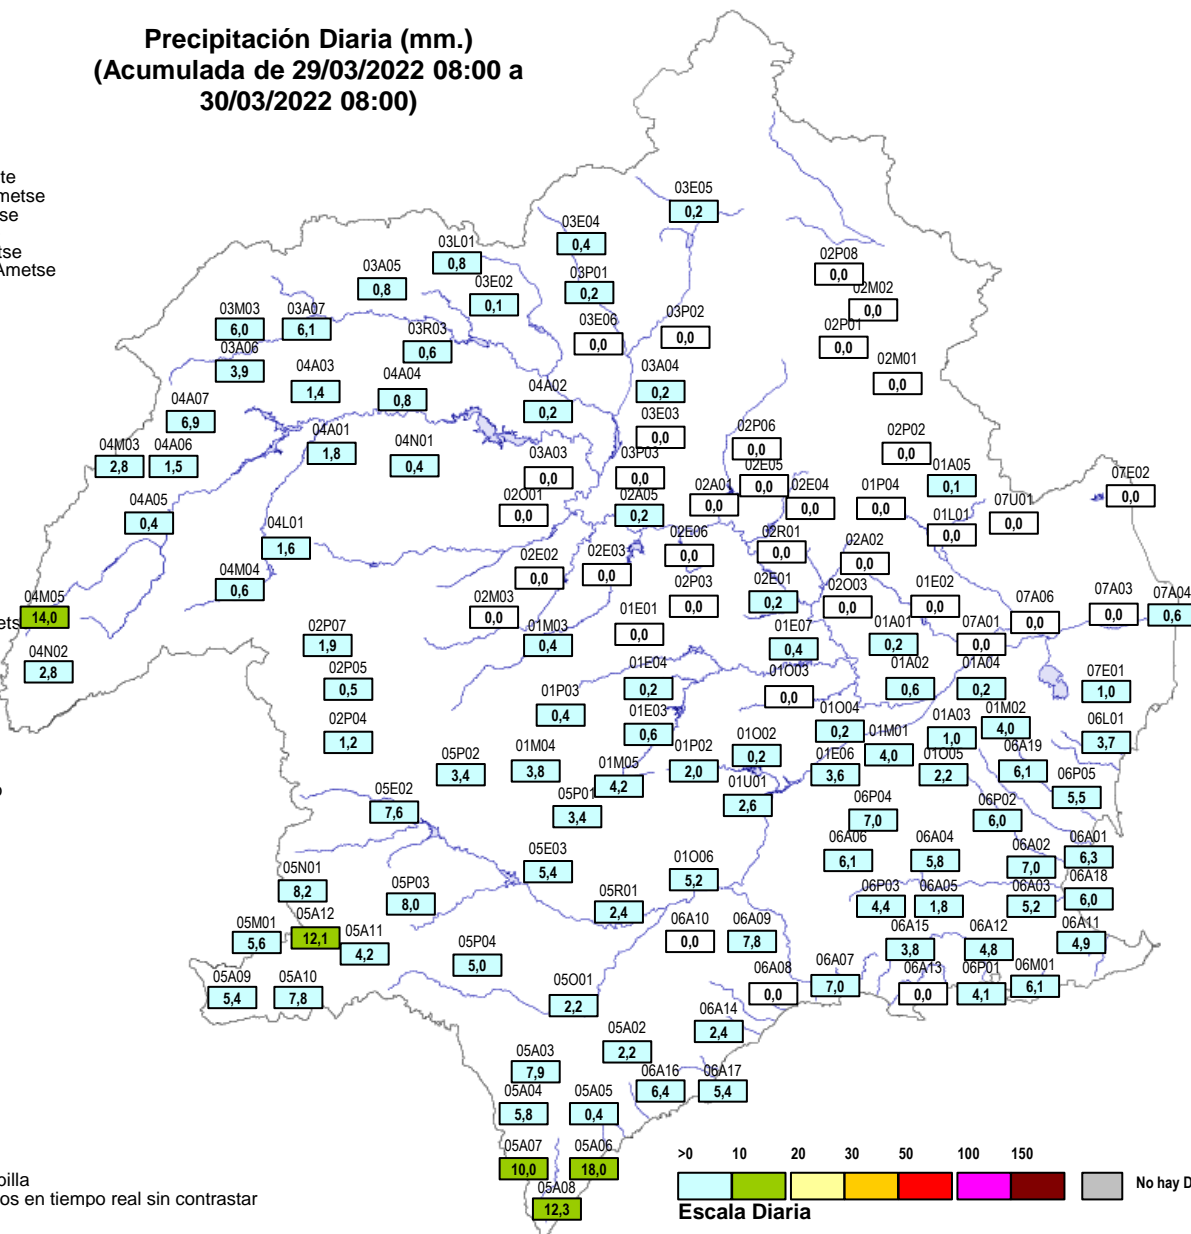 Precipitación Diaria (mm.)
(Acumulada de 29/03/2022 08:00 a
30/03/2022 08:00)
te
metse
se
tse
Ametse
03E05
0,2
03E04
0,4
03L01
0,8
03A05
0,8
03E02
0,1
03P01
0,2
02P08
0,0
02M02
0,0
03M03
6,0
03A07
6,1
03R03
0,6
03E06
0,0
03P02
0,0
02P01
0,0
03A06
3,9
04A03
1,4
04A04
0,8
04A02
0,2
03A04
0,2
02M01
0,0
04A07
6,9
03E03
0,0
04M03
2,8
04A06
1,5
04A01
1,8
04N01
0,4
03A03
0,0
03P03
0,0
02P06
0,0
02P02
0,0
02E05
0,0
01A05
0,1
07E02
0,0
04A05
0,4
02O01
0,0
02A05
0,2
02A01
0,0
02E04
0,0
01P04
0,0
07U01
0,0
01L01
0,0
04L01
1,6
02E06
0,0
02R01
0,0
02A02
0,0
04M04
0,6
02E02
0,0
02E03
0,0
04M05
14,0
ets
02M03
0,0
02P03
0,0
02E01
0,2
02O03
0,0
01E02
0,0
07A06
0,0
07A03
0,0
07A04
0,6
04N02
2,8
02P07
1,9
01M03
0,4
01E01
0,0
01E07
0,4
01A01
0,2
07A01
0,0
02P05
0,5
01E04
0,2
01O03
0,0
01A02
0,6
01A04
0,2
07E01
1,0
01P03
0,4
02P04
1,2
01E03
0,6
01O04
0,2
01M01
4,0
01A03
1,0
01M02
4,0
06L01
3,7
05P02
3,4
01M04
3,8
01M05
4,2
01P02
2,0
01O02
0,2
01E06
3,6
01O05
2,2
06A19
6,1
06P05
5,5
o
05E02
7,6
05P01
3,4
01U01
2,6
06P04
7,0
06P02
6,0
05E03
5,4
06A06
6,1
06A04
5,8
06A02
7,0
06A01
6,3
05N01
8,2
05P03
8,0
01O06
5,2
05R01
2,4
06P03
4,4
06A05
1,8
06A03
5,2
06A18
6,0
05M01
5,6
05A12
12,1
05A11
4,2
05P04
5,0
06A10
0,0
06A09
7,8
06A15
3,8
06A12
4,8
06A11
4,9
05A09
5,4
05A10
7,8
05O01
2,2
06A08
0,0
06A07
7,0
06A13
0,0
06P01
4,1
06M01
6,1
06A14
2,4
05A02
2,2
05A03
7,9
06A16
6,4
06A17
5,4
05A04
5,8
05A05
0,4
05A07
10,0
05A06
18,0
05A08
12,3
oilla
os en tiempo real sin contrastar
>0 10 20 30 50 100 150
No hay D
Escala Diaria